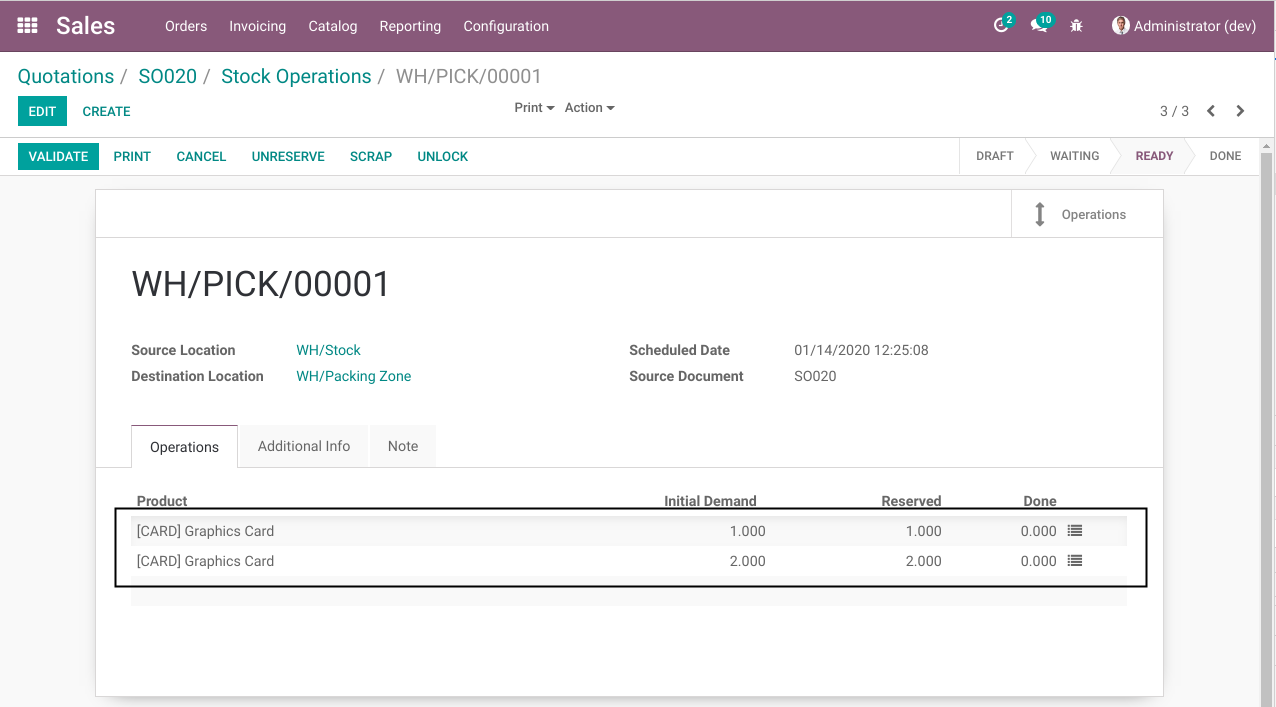 Sales Orders Invoicing Catalog Reporting Configuration 2 10 Administrator (dev)
Quotations / SO020 / Stock Operations / WH/PICK/00001
EDIT CREATE Print Action 3 / 3
VALIDATE PRINT CANCEL UNRESERVE SCRAP UNLOCK DRAFT WAITING READY DONE
Operations
WH/PICK/00001
Source Location WH/Stock Scheduled Date 01/14/2020 12:25:08
Destination Location WH/Packing Zone Source Document SO020
Operations Additional Info Note
Product Initial Demand Reserved Done
[CARD] Graphics Card 1.000 1.000 0.000
[CARD] Graphics Card 2.000 2.000 0.000